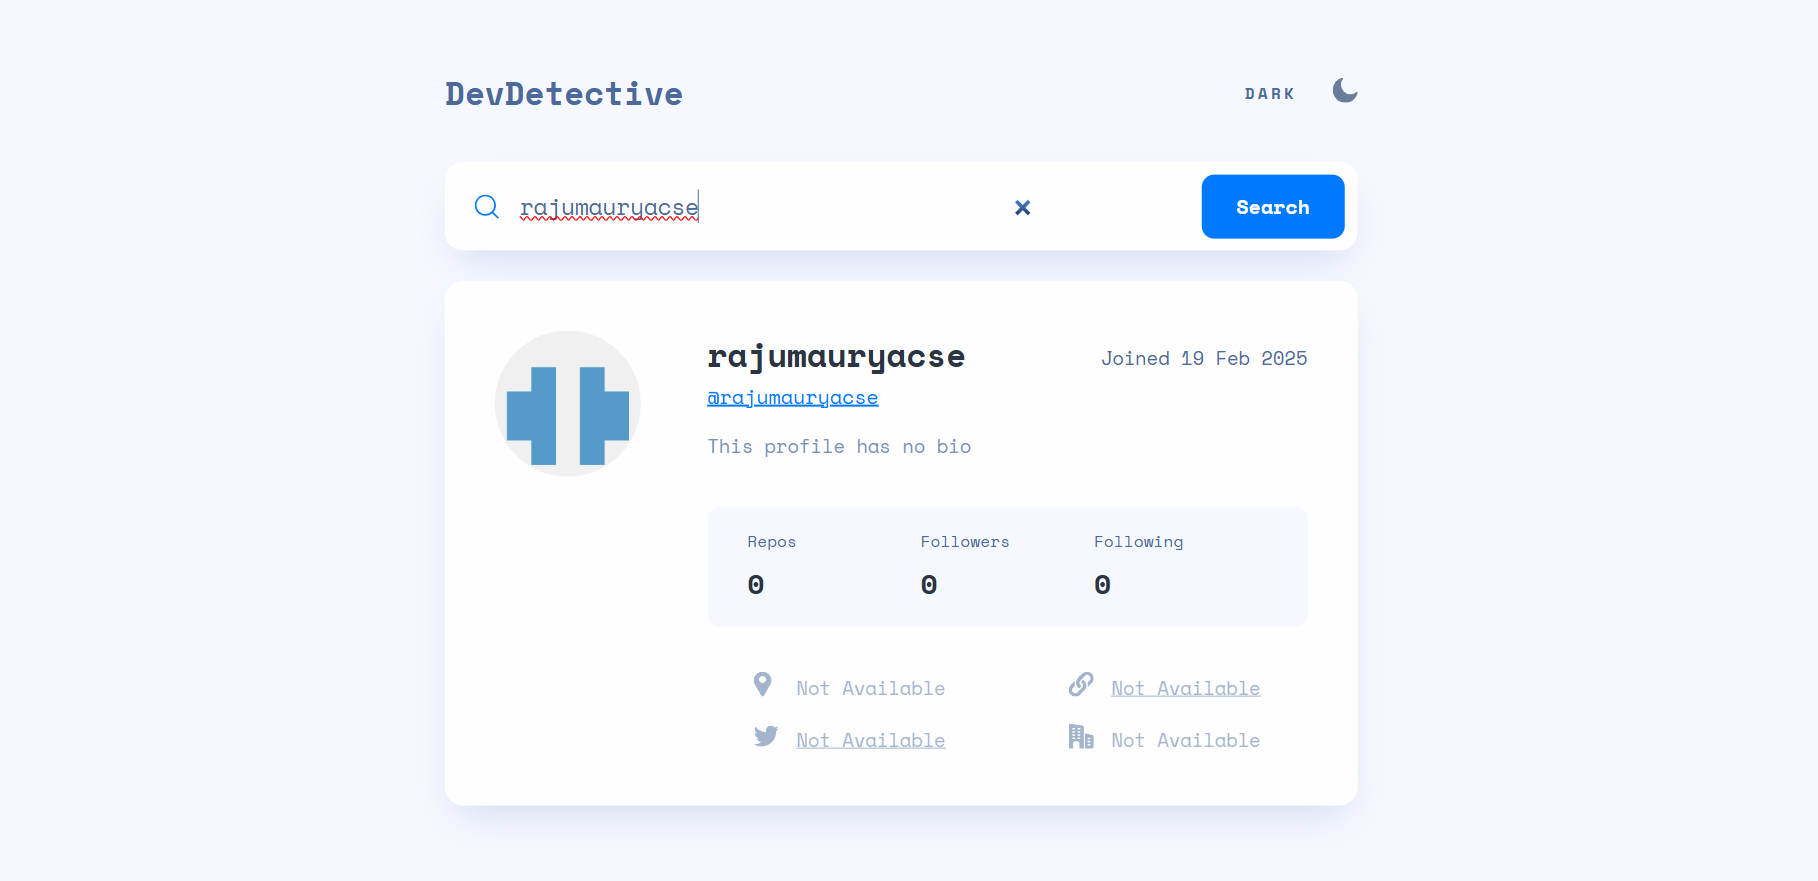 DevDetective
DARK
rajumauryacse
Search
rajumauryacse
Joined 19 Feb 2025
@rajumauryacse
This profile has no bio
Repos Followers Following
0 0 0
Not Available Not Available
Not Available Not Available